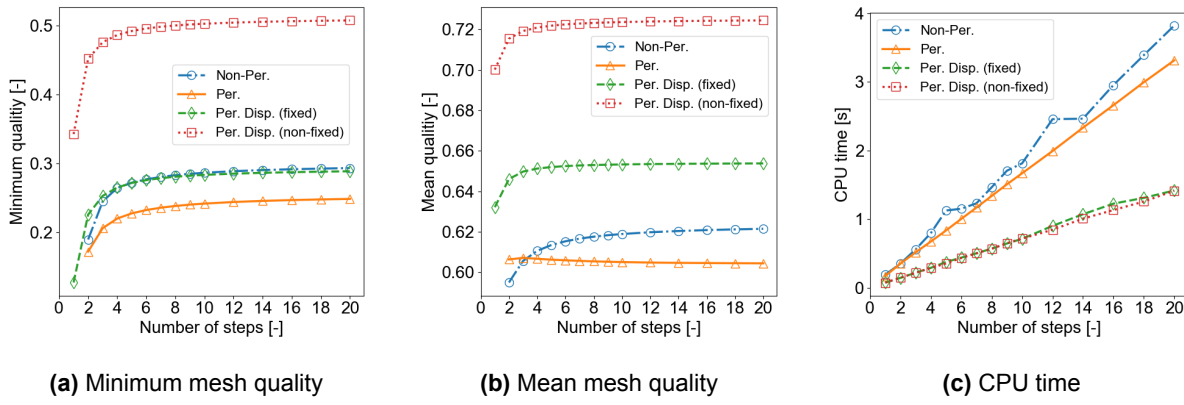 Minimum quality [-]
0.5
0.4
0.3
0.2
Non-Per.
Per.
Per. Disp. (fixed)
Per. Disp. (non-fixed)
2 4 6 8 10 12 14 16 18 20
Number of steps [-]
(a) Minimum mesh quality
Mean qualitiy [-]
0.72
0.70
0.68
0.66
0.64
0.62
0.60
Non-Per.
Per.
Per. Disp. (fixed)
Per. Disp. (non-fixed)
0 2 4 6 8 10 12 14 16 18 20
Number of steps [-]
(b) Mean mesh quality
CPU time [s]
4
3
2
1
0
Non-Per.
Per.
Per. Disp. (fixed)
Per. Disp. (non-fixed)
0 2 4 6 8 10 12 14 16 18 20
Number of steps [-]
(c) CPU time